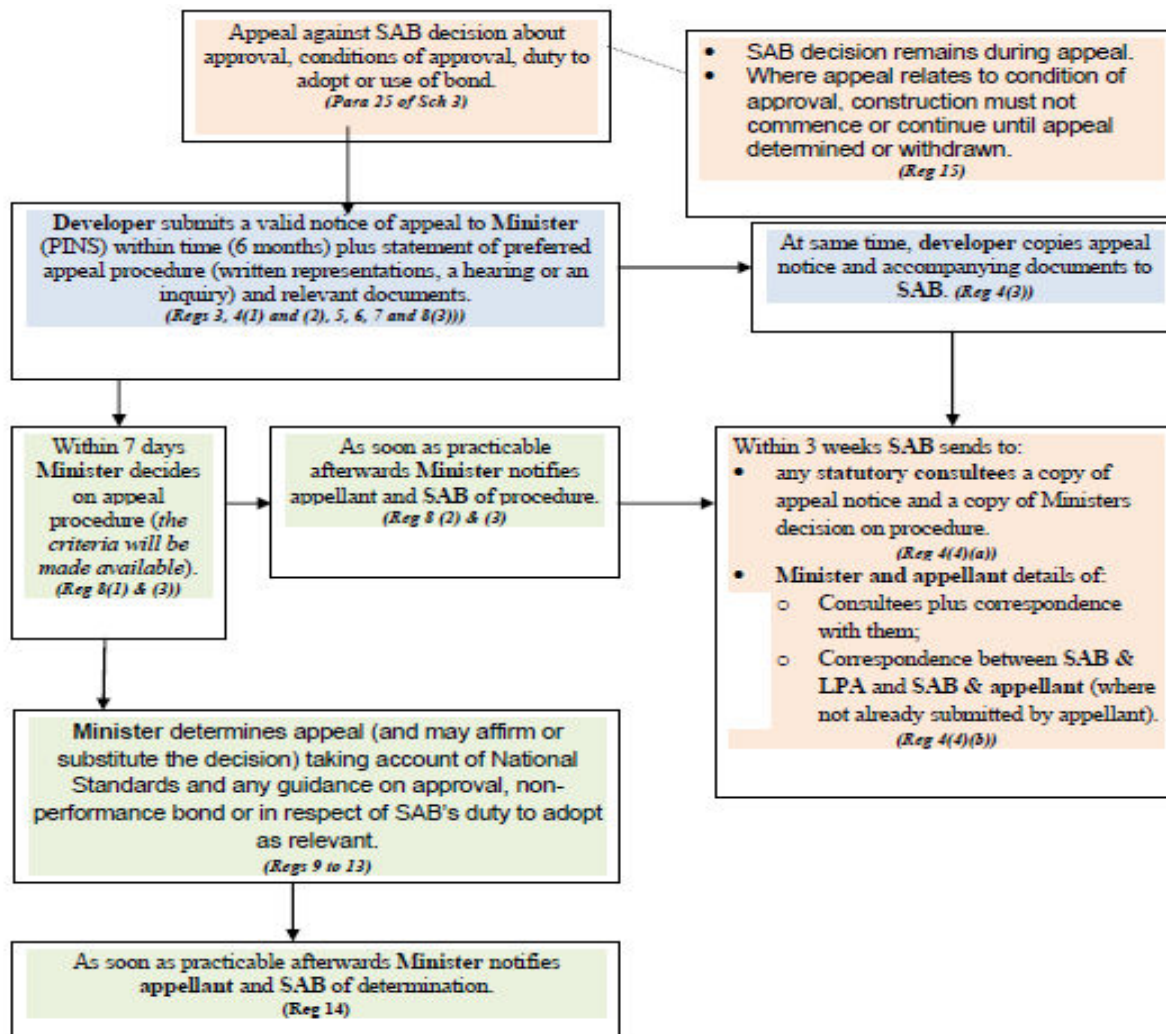 Appeal against SAB decision about
approval, conditions of approval, duty to
adopt or use of bond.
(Para 25 of Sch 3)
• SAB decision remains during appeal.
• Where appeal relates to condition of
approval, construction must not
commence or continue until appeal
determined or withdrawn.
(Reg 15)
Developer submits a valid notice of appeal to Minister
(PINS) within time (6 months) plus statement of preferred
appeal procedure (written representations, a hearing or an
inquiry) and relevant documents.
(Regs 3, 4(1) and (2), 5, 6, 7 and 8(3)))
At same time, developer copies appeal
notice and accompanying documents to
SAB. (Reg 4(3))
Within 7 days
Minister decides
on appeal
procedure (the
criteria will be
made available).
(Reg 8(1) & (3))
As soon as practicable
afterwards Minister notifies
appellant and SAB of procedure.
(Reg 8 (2) & (3)
Within 3 weeks SAB sends to:
• any statutory consultees a copy of
appeal notice and a copy of Ministers
decision on procedure.
(Reg 4(4)(a))
• Minister and appellant details of:
o Consultees plus correspondence
with them;
o Correspondence between SAB &
LPA and SAB & appellant (where
not already submitted by appellant).
(Reg 4(4)(b))
Minister determines appeal (and may affirm or
substitute the decision) taking account of National
Standards and any guidance on approval, non-
performance bond or in respect of SAB's duty to adopt
as relevant.
(Regs 9 to 13)
As soon as practicable afterwards Minister notifies
appellant and SAB of determination.
(Reg 14)